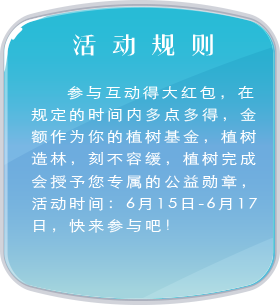 活动规则
参与互动得大红包，在
规定的时间内多点多得，金
额作为你的植树基金，植树
造林，刻不容缓，植树完成
会授予您专属的公益勋章，
活动时间：6月15日-6月17
日，快来参与吧！